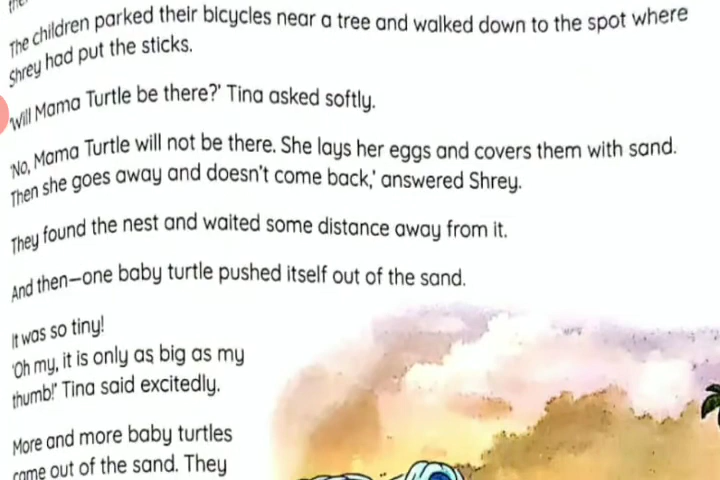 The children parked their bicycles near a tree and walked down to the spot where
Shrey had put the sticks.
'Will Mama Turtle be there?' Tina asked softly.
'No, Mama Turtle will not be there. She lays her eggs and covers them with sand.
Then she goes away and doesn't come back,' answered Shrey.
They found the nest and waited some distance away from it.
And then—one baby turtle pushed itself out of the sand.
It was so tiny!
'Oh my, it is only as big as my
thumb!' Tina said excitedly.
More and more baby turtles
came out of the sand. They